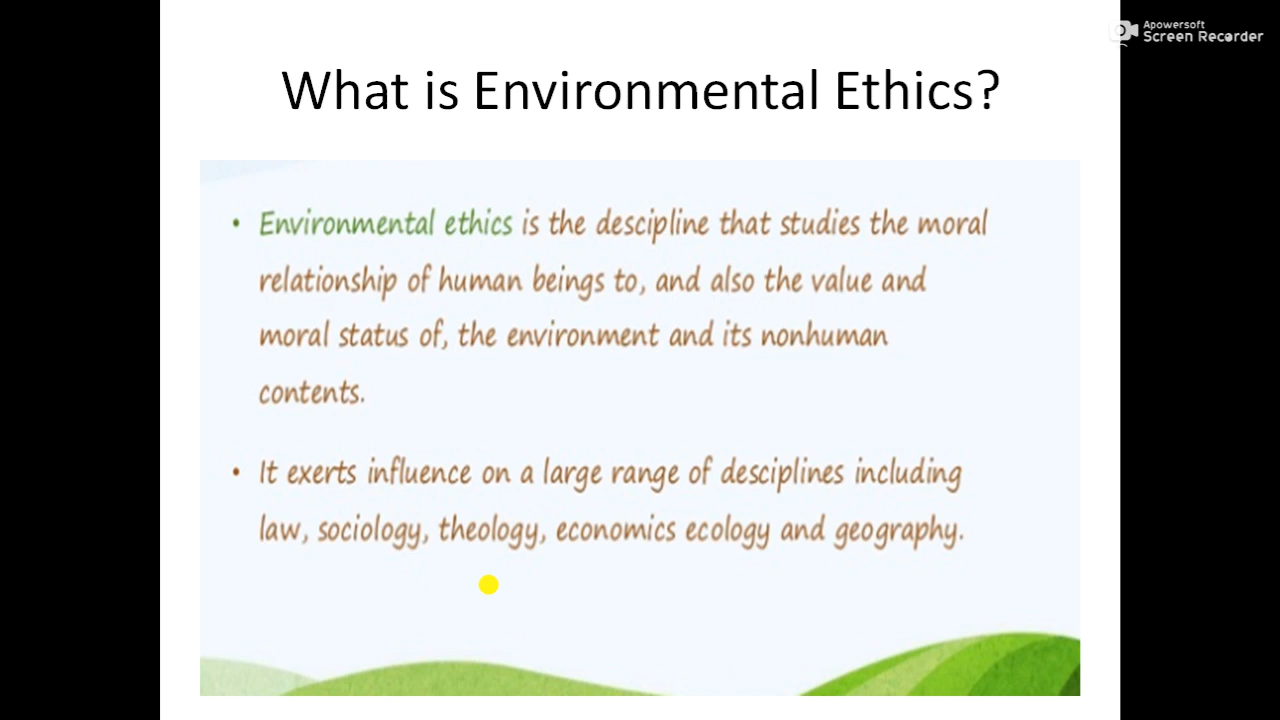 Apowersoft
Screen Recorder
What is Environmental Ethics?
• Environmental ethics is the descipline that studies the moral
relationship of human beings to, and also the value and
moral status of, the environment and its nonhuman
contents.
• It exerts influence on a large range of desciplines including
law, sociology, theology, economics ecology and geography.